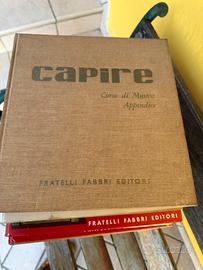 capire
Corso di Musica
Appendice
FRATELLI FABBRI EDITORI
FRATELLI FABBRI EDITORI